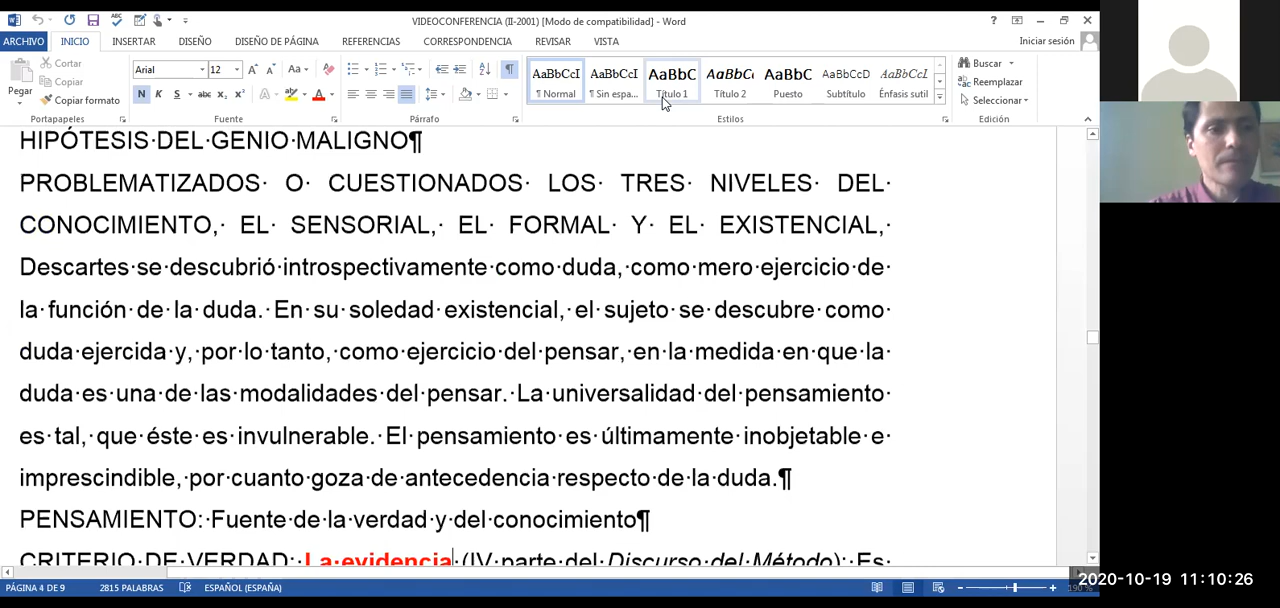 VIDEOCONFERENCIA (II-2001) [Modo de compatibilidad] - Word
ARCHIVO INICIO INSERTAR DISEÑO DISEÑO DE PÁGINA REFERENCIAS CORRESPONDENCIA REVISAR VISTA Iniciar sesión
Pegar
Cortar
Copiar
Copiar formato
Portapapeles
Arial 12
Fuente
Párrafo
AaBbCcI AaBbCcI AaBbC AaBbC AaBbC AaBbCcD AaBbCcI
¶ Normal ¶ Sin espa... Título 1 Título 2 Puesto Subtítulo Énfasis sutil
Estilos
Buscar
Reemplazar
Seleccionar
Edición
HIPÓTESIS·DEL·GENIO·MALIGNO¶
PROBLEMATIZADOS· O· CUESTIONADOS· LOS· TRES· NIVELES· DEL·
CONOCIMIENTO,· EL· SENSORIAL,· EL· FORMAL· Y· EL· EXISTENCIAL,·
Descartes·se·descubrió·introspectivamente·como·duda,·como·mero·ejercicio·de·
la·función·de·la·duda.·En·su·soledad·existencial,·el·sujeto·se·descubre·como·
duda·ejercida·y,·por·lo·tanto,·como·ejercicio·del·pensar,·en·la·medida·en·que·la·
duda·es·una·de·las·modalidades·del·pensar.·La·universalidad·del·pensamiento·
es·tal,·que·éste·es·invulnerable.·El·pensamiento·es·últimamente·inobjetable·e·
imprescindible,·por·cuanto·goza·de·antecedencia·respecto·de·la·duda.¶
PENSAMIENTO:·Fuente·de·la·verdad·y·del·conocimiento¶
CRITERIO·DE·VERDAD:·La·evidencia·(IV·parte·del·Discurso·del·Método):·Es·
PÁGINA 4 DE 9 2815 PALABRAS ESPAÑOL (ESPAÑA) 190 %
2020-10-19 11:10:26